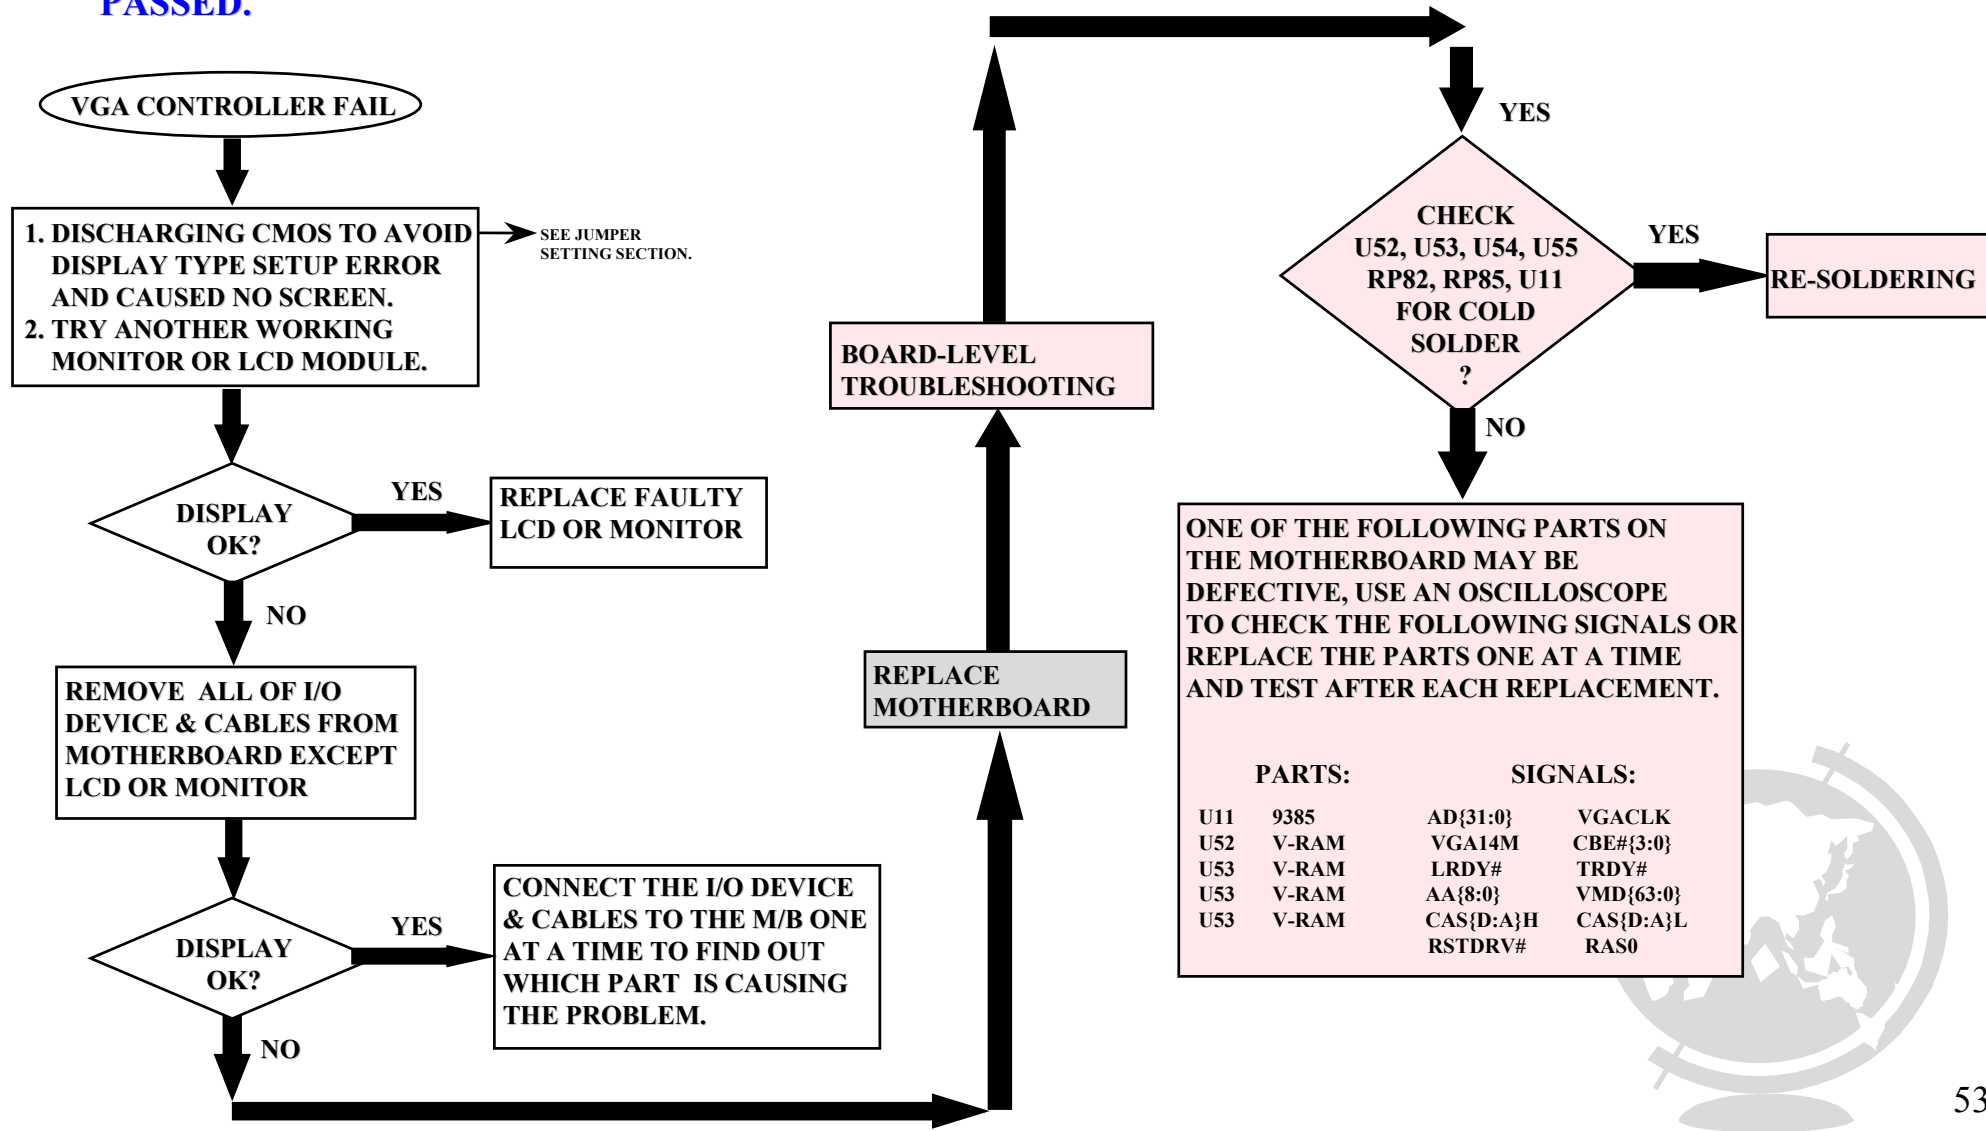 PASSED.
VGA CONTROLLER FAIL
1. DISCHARGING CMOS TO AVOID
DISPLAY TYPE SETUP ERROR
AND CAUSED NO SCREEN.
2. TRY ANOTHER WORKING
MONITOR OR LCD MODULE.
SEE JUMPER
SETTING SECTION.
DISPLAY
OK?
YES
REPLACE FAULTY
LCD OR MONITOR
NO
REMOVE ALL OF I/O
DEVICE & CABLES FROM
MOTHERBOARD EXCEPT
LCD OR MONITOR
DISPLAY
OK?
YES
CONNECT THE I/O DEVICE
& CABLES TO THE M/B ONE
AT A TIME TO FIND OUT
WHICH PART IS CAUSING
THE PROBLEM.
NO
REPLACE
MOTHERBOARD
BOARD-LEVEL
TROUBLESHOOTING
YES
CHECK
U52, U53, U54, U55
RP82, RP85, U11
FOR COLD
SOLDER
?
YES
RE-SOLDERING
NO
ONE OF THE FOLLOWING PARTS ON
THE MOTHERBOARD MAY BE
DEFECTIVE, USE AN OSCILLOSCOPE
TO CHECK THE FOLLOWING SIGNALS OR
REPLACE THE PARTS ONE AT A TIME
AND TEST AFTER EACH REPLACEMENT.
PARTS: SIGNALS:
U11 9385 AD{31:0} VGACLK
U52 V-RAM VGA14M CBE#{3:0}
U53 V-RAM LRDY# TRDY#
U53 V-RAM AA{8:0} VMD{63:0}
U53 V-RAM CAS{D:A}H CAS{D:A}L
RSTDRV# RAS0
53